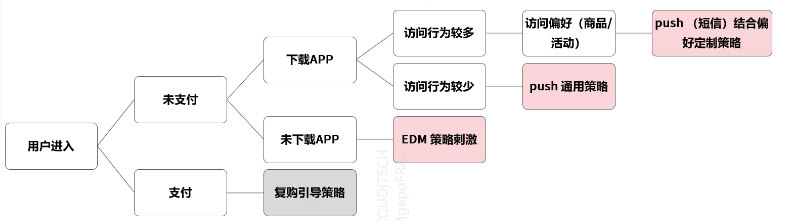 访问行为较多
访问偏好（商品/
活动）
push （短信）结合偏
好定制策略
下载APP
未支付
访问行为较少
push 通用策略
用户进入
未下载APP
EDM 策略刺激
支付
复购引导策略